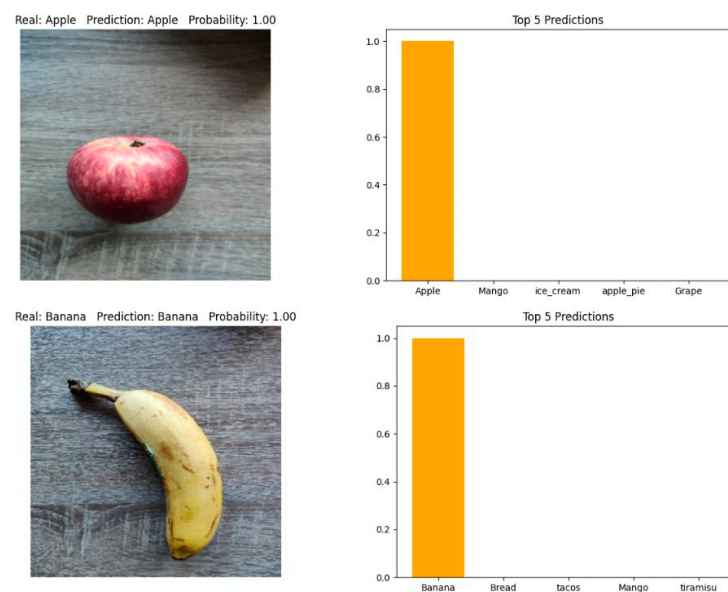 Real: Apple   Prediction: Apple   Probability: 1.00
Top 5 Predictions
1.0
0.8
0.6
0.4
0.2
0.0
Apple   Mango   ice_cream   apple_pie   Grape
Real: Banana   Prediction: Banana   Probability: 1.00
Top 5 Predictions
1.0
0.8
0.6
0.4
0.2
0.0
Banana   Bread   tacos   Mango   tiramisu